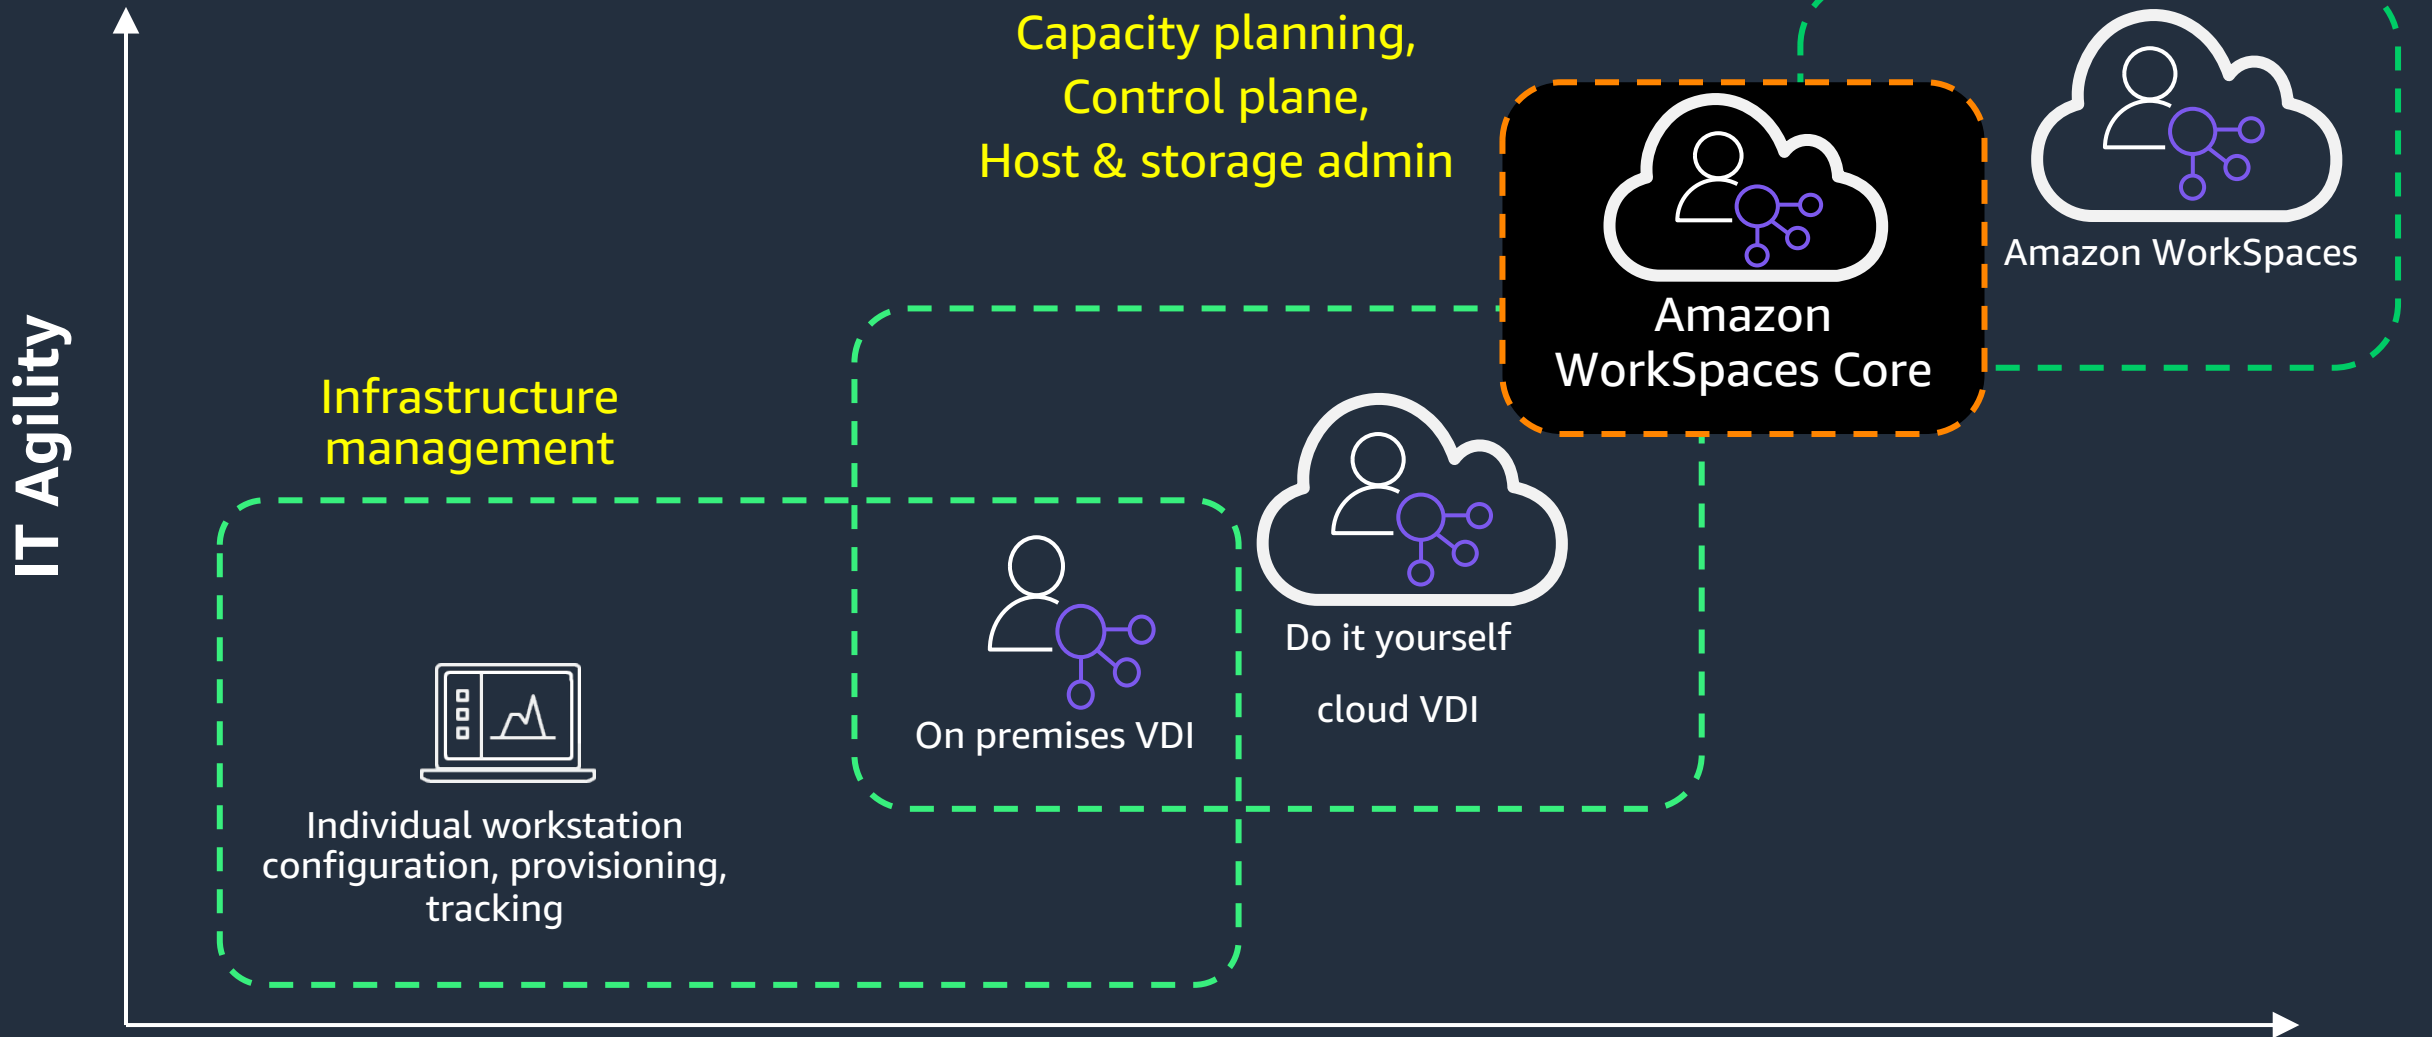 Capacity planning,
Control plane,
Host & storage admin
Amazon WorkSpaces
Amazon
WorkSpaces Core
IT Agility
Infrastructure
management
Do it yourself
cloud VDI
On premises VDI
Individual workstation
configuration, provisioning,
tracking